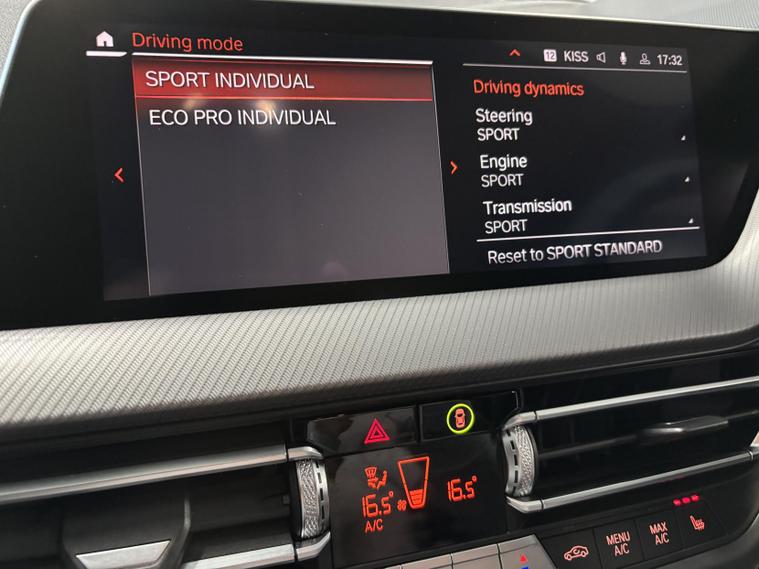 Driving mode
12 KISS 17:32
SPORT INDIVIDUAL
ECO PRO INDIVIDUAL
Driving dynamics
Steering
SPORT
Engine
SPORT
Transmission
SPORT
Reset to SPORT STANDARD
16.5° 16.5°
A/C
MENU
A/C
MAX
A/C